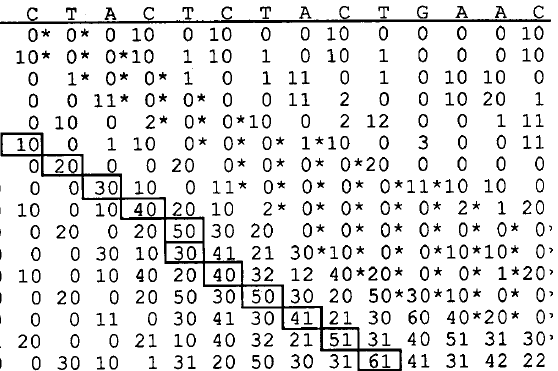 C T A C T C T A C T G A A C
0* 0* 0 10 0 10 0 0 10 0 0 0 0 10
10* 0* 0*10 1 10 1 0 10 1 0 0 0 10
0 1* 0* 0* 1 0 1 11 0 1 0 10 10 0
0 0 11* 0* 0* 0 0 11 2 0 0 10 20 1
0 10 0 2* 0* 0*10 0 2 12 0 0 1 11
10 0 1 10 0* 0* 0* 1*10 0 3 0 0 11
0 20 0 0 20 0* 0* 0* 0*20 0 0 0 0
0 0 30 10 0 11* 0* 0* 0* 0*11*10 10 0
10 0 10 40 20 10 2* 0* 0* 0* 0* 2* 1 20
0 20 0 20 50 30 20 0* 0* 0* 0* 0* 0* 0*
0 0 30 10 30 41 21 30*10* 0* 0*10*10* 0*
10 0 10 40 20 40 32 12 40*20* 0* 0* 1*20*
0 20 0 20 50 30 50 30 20 50*30*10* 0* 0*
0 0 11 0 30 41 30 41 21 30 60 40*20* 0*
20 0 0 21 10 40 32 21 51 31 40 51 31 30*
0 30 10 1 31 20 50 30 31 61 41 31 42 22